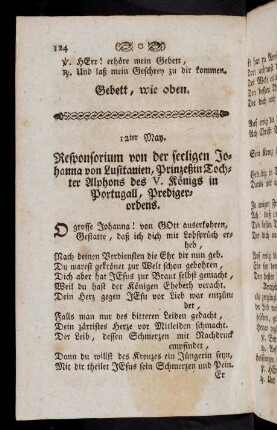 124
℣. HErr! erhöre mein Gebett,
℟. Und laß mein Geschrey zu dir kommen.
Gebett, wie oben.
12ter May.
Responsorium von der seeligen Jo-
hanna von Lusitanien, Prinzeßin Toch-
ter Alphons des V. Königs in
Portugall, Prediger-
ordens.
O grosse Johanna! von GOtt auserkohren,
Gestatte, daß ich dich mit Lobsprüch er-
heb,
Nach deinen Verdiensten die Ehr dir nun geb.
Du warest gekrönet zur Welt schon gebohren,
Dich aber hat JEsus zur Braut selbst gemacht,
Weil du hast der Königen Eheberh veracht.
Dein Herz gegen JEsu vor Lieb war entzün-
det,
Falls man nur des bitteren Leiden gedacht,
Dein zärtistes Herze vor Mitleiden schmacht.
Der Leib, dessen Schmerzen mit Nachdruck
empfindet
Dann du willst des Kreuzes ein Jüngerin seyn,
Mit dir theilet JEsus sein Schmerzen und Pein.
Er